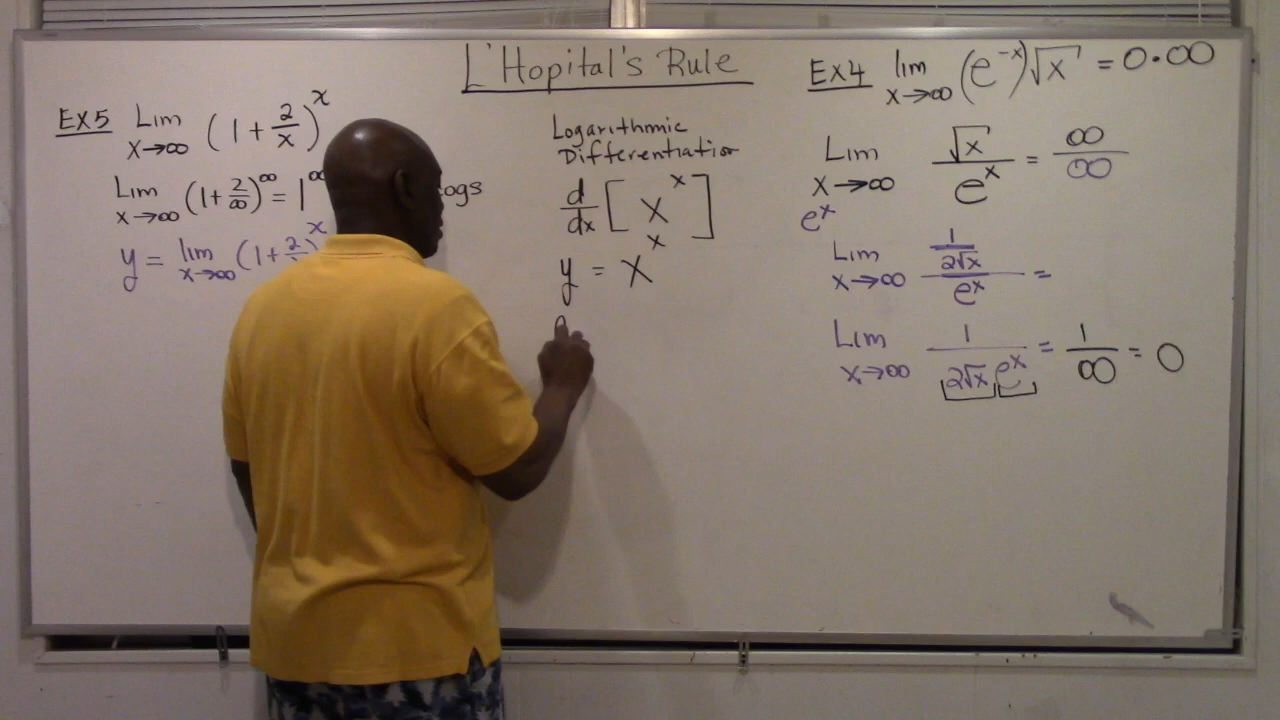 L'Hopital's Rule
EX5 Lim x→∞ (1 + 2/x)^x
Lim x→∞ (1+2/∞)^∞ = 1^∞
y = lim x→∞ (1+2/x)^x
Logarithmic
Differentiation
d/dx [x^x]
y = x^x
EX4 lim x→∞ (e^-x)√x = 0·∞
Lim x→∞ √x/e^x = ∞/∞
e^x
Lim x→∞ 1/2√x/e^x =
Lim x→∞ 1/2√x e^x = 1/∞ = 0